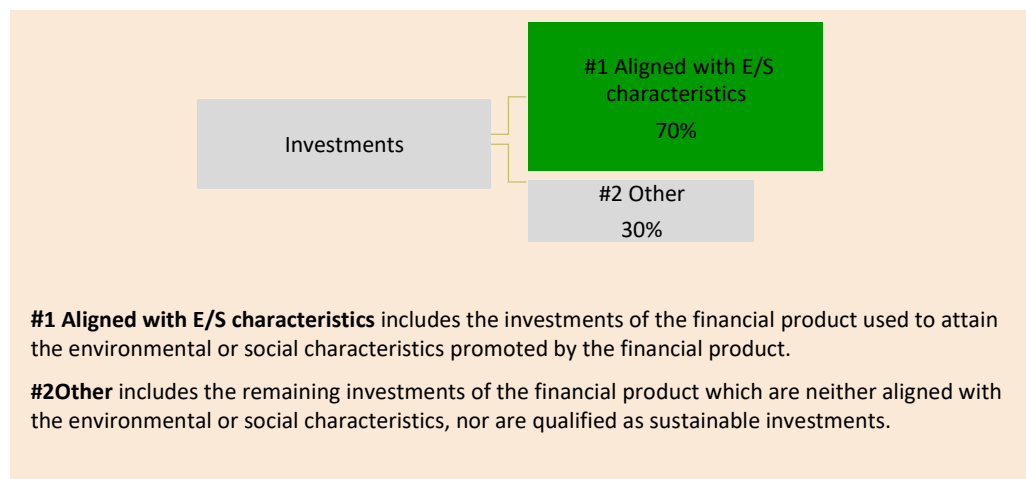 #1 Aligned with E/S
characteristics
70%
Investments
#2 Other
30%
#1 Aligned with E/S characteristics includes the investments of the financial product used to attain
the environmental or social characteristics promoted by the financial product.
#2Other includes the remaining investments of the financial product which are neither aligned with
the environmental or social characteristics, nor are qualified as sustainable investments.